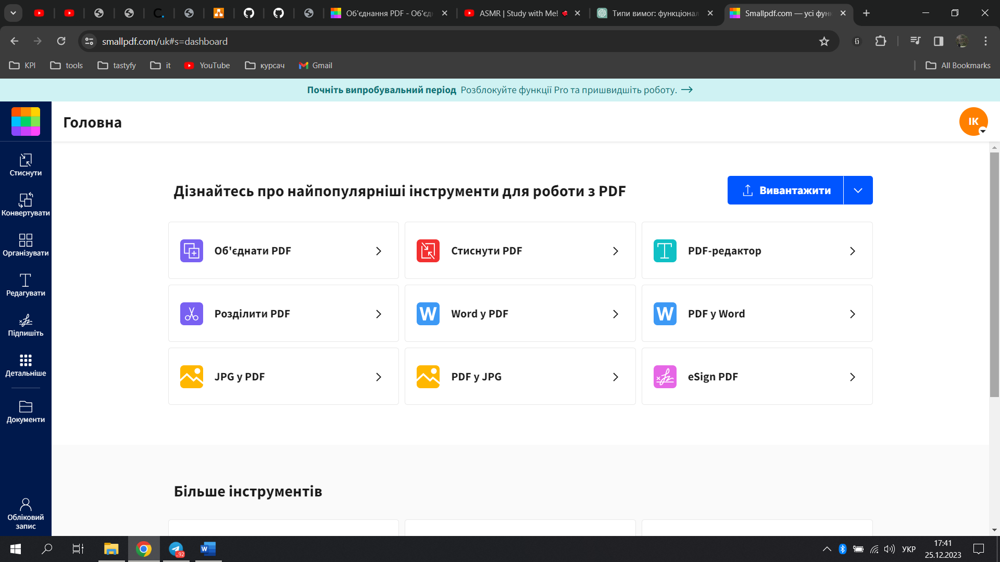 Об'єднання PDF - Об'єдн
ASMR | Study with Me!
Типи вимог: функціонал
Smallpdf.com — усі функ
smallpdf.com/uk#s=dashboard
KPI
tools
tastyfy
it
YouTube
курсач
Gmail
All Bookmarks
Почніть випробувальний період Розблокуйте функції Pro та пришвидшіть роботу. →
Головна
ІК
Стиснути
Конвертувати
Організувати
Редагувати
Підпишіть
Детальніше
Документи
Обліковий
запис
Дізнайтесь про найпопулярніші інструменти для роботи з PDF
Вивантажити
Об'єднати PDF
Стиснути PDF
PDF-редактор
Розділити PDF
W
Word у PDF
W
PDF у Word
JPG у PDF
PDF у JPG
eSign PDF
Більше інструментів
..92
W
УКР
17:41
25.12.2023